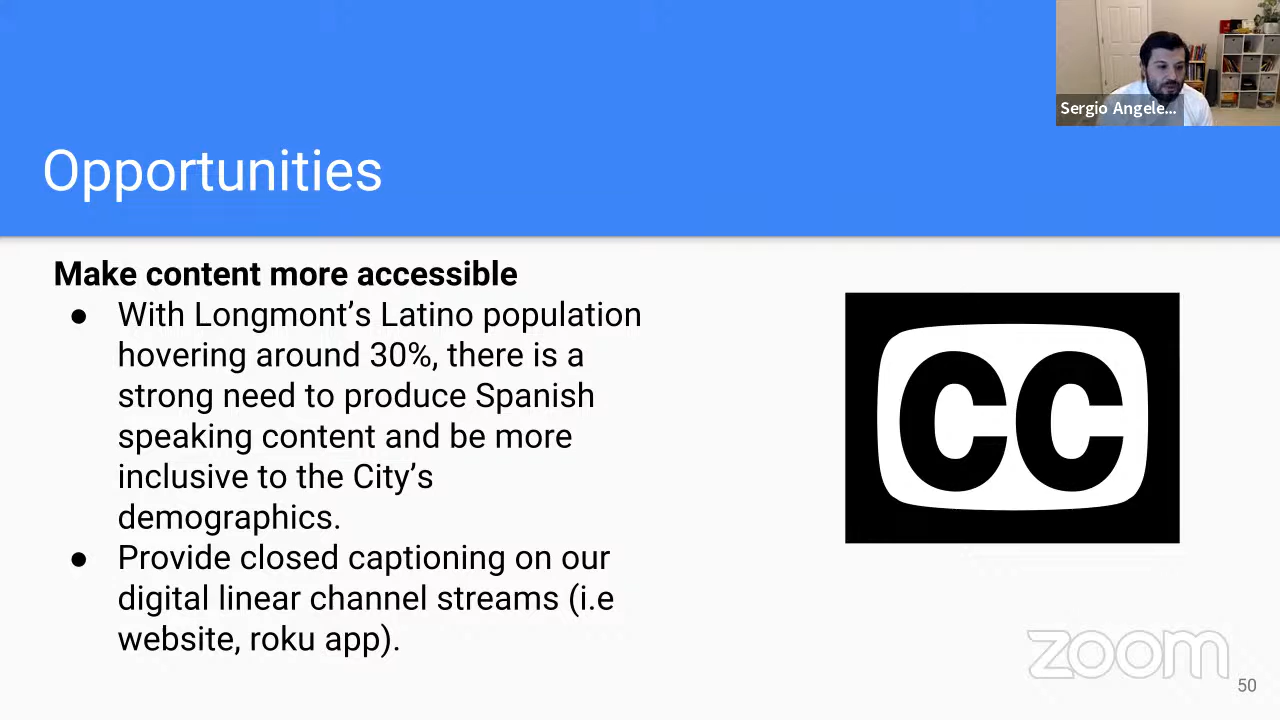 Sergio Angele...
Opportunities
Make content more accessible
● With Longmont’s Latino population
hovering around 30%, there is a
strong need to produce Spanish
speaking content and be more
inclusive to the City’s
demographics.
● Provide closed captioning on our
digital linear channel streams (i.e
website, roku app).
CC
zoom
50